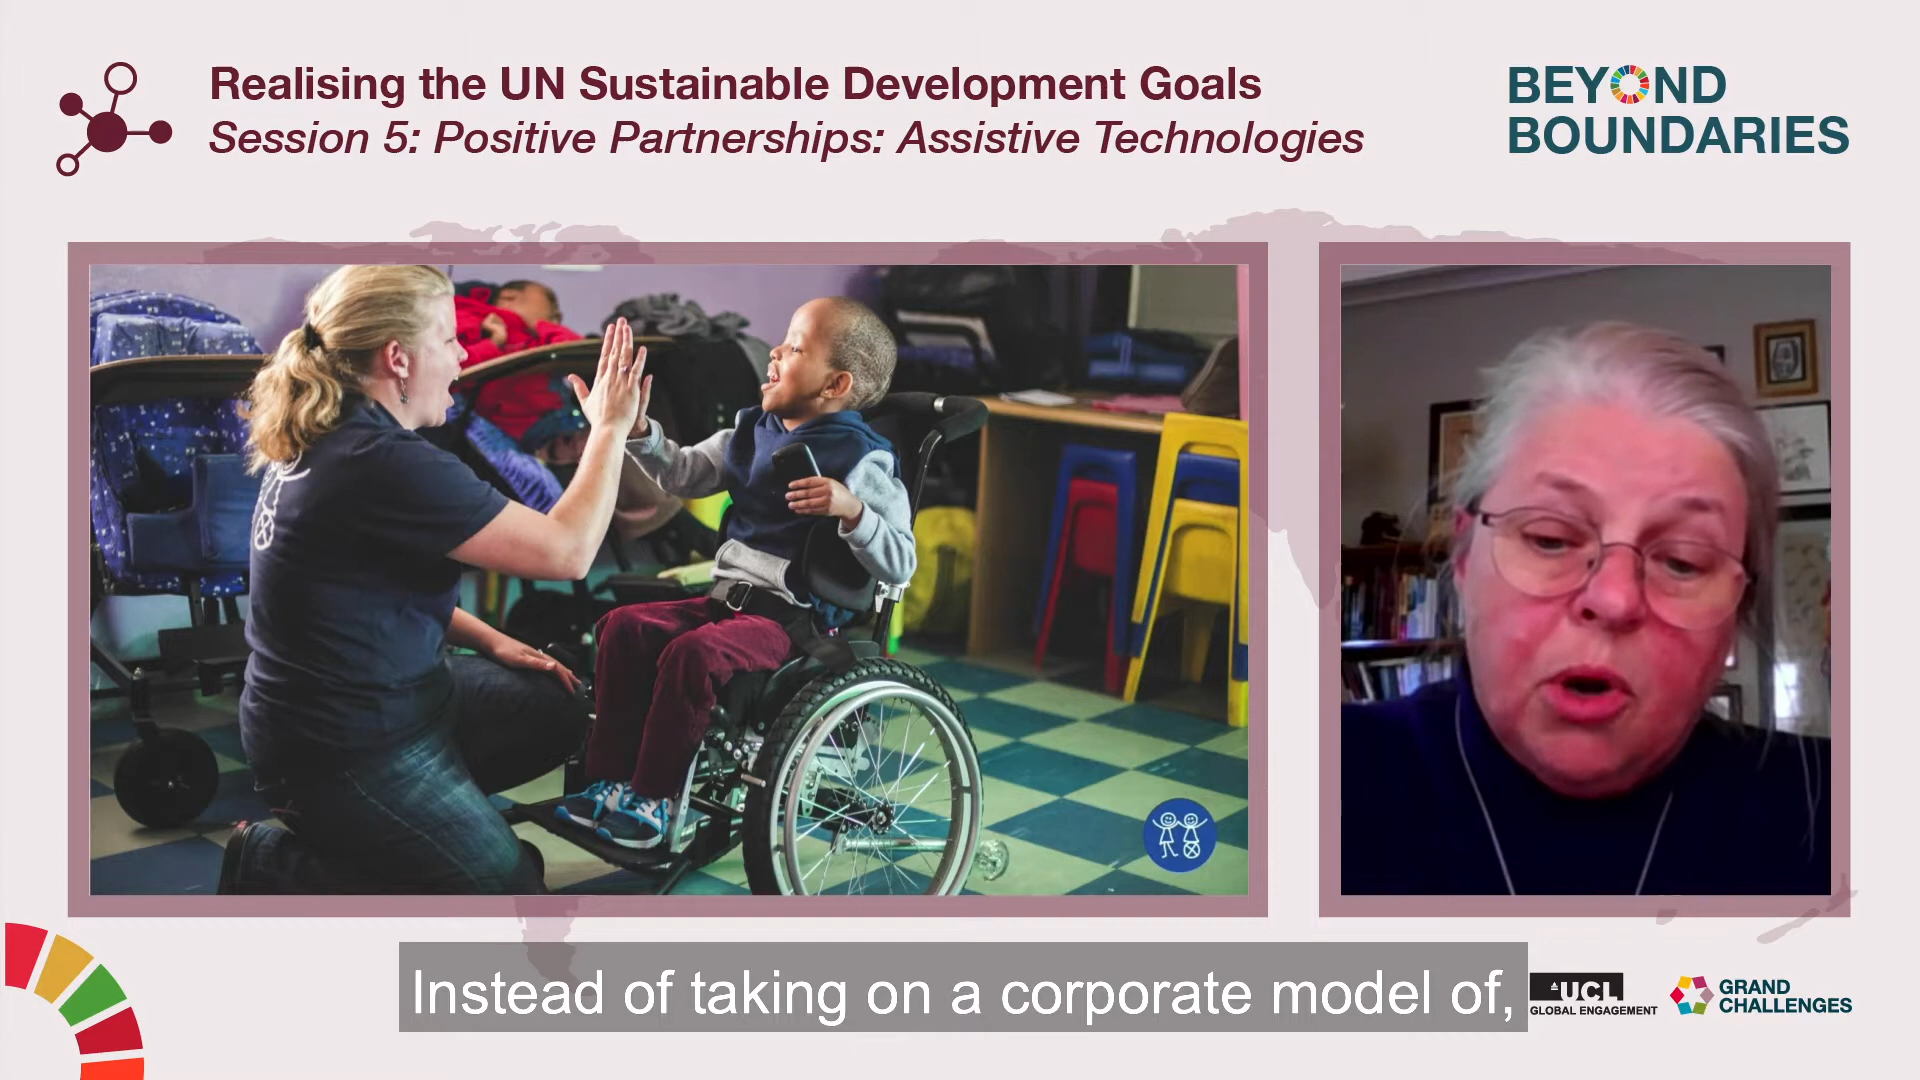 Realising the UN Sustainable Development Goals
Session 5: Positive Partnerships: Assistive Technologies
BEYOND
BOUNDARIES
Instead of taking on a corporate model of,
UCL
GLOBAL ENGAGEMENT
GRAND
CHALLENGES